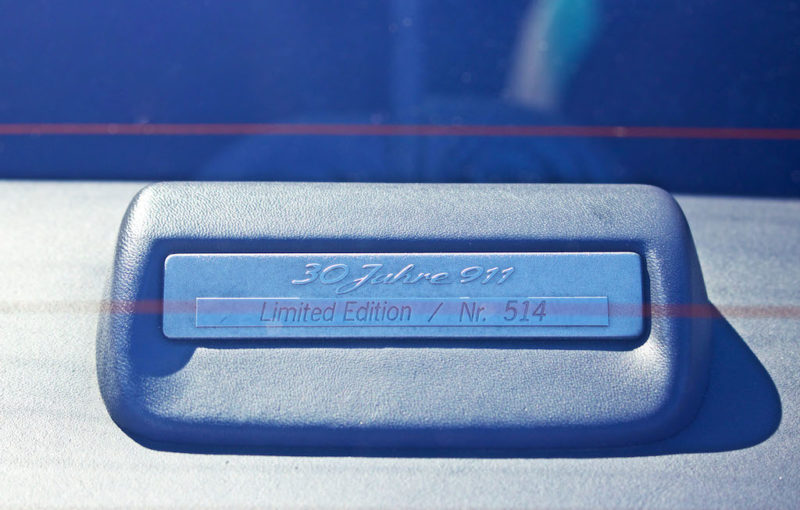 30 Jahre 911
Limited Edition / Nr. 514